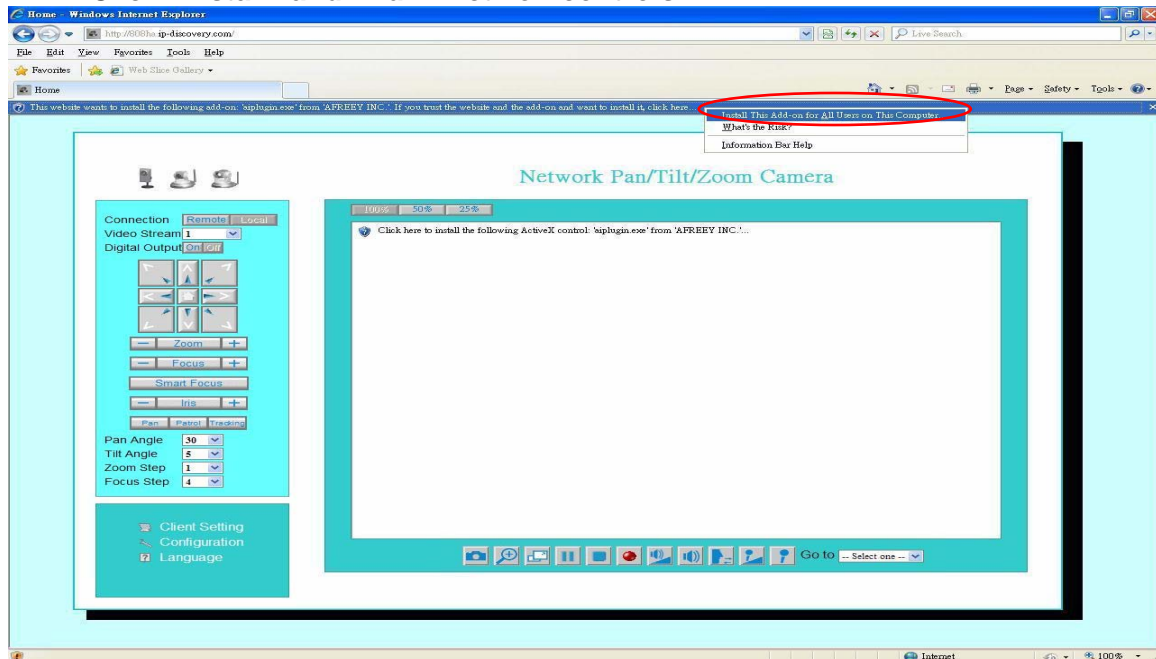 Home - Windows Internet Explorer
http://808ha.ip-discovery.com/
Live Search
File Edit View Favorites Tools Help
Favorites Web Slice Gallery
Home
Page Safety Tools
This website wants to install the following add-on: 'aiplugin.exe' from 'AFREEY INC.'. If you trust the website and the add-on and want to install it, click here...
Install This Add-on for All Users on This Computer...
What's the Risk?
Information Bar Help
Network Pan/Tilt/Zoom Camera
100% 50% 25%
Click here to install the following ActiveX control: 'aiplugin.exe' from 'AFREEY INC.'...
Connection Remote Local
Video Stream 1
Digital Output On Off
Zoom
Focus
Smart Focus
Iris
Pan Patrol Tracking
Pan Angle 30
Tilt Angle 5
Zoom Step 1
Focus Step 4
Client Setting
Configuration
Language
Go to -- Select one --
Internet 100%